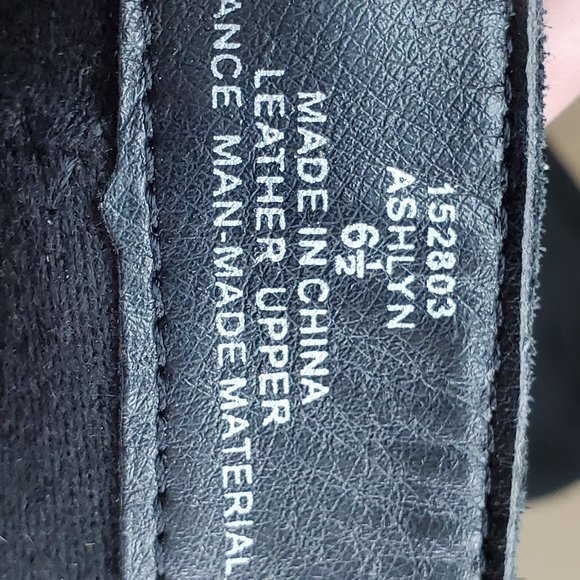 152803
ASHLYN
6½
MADE IN CHINA
LEATHER UPPER
ANCE MAN-MADE MATERIAL